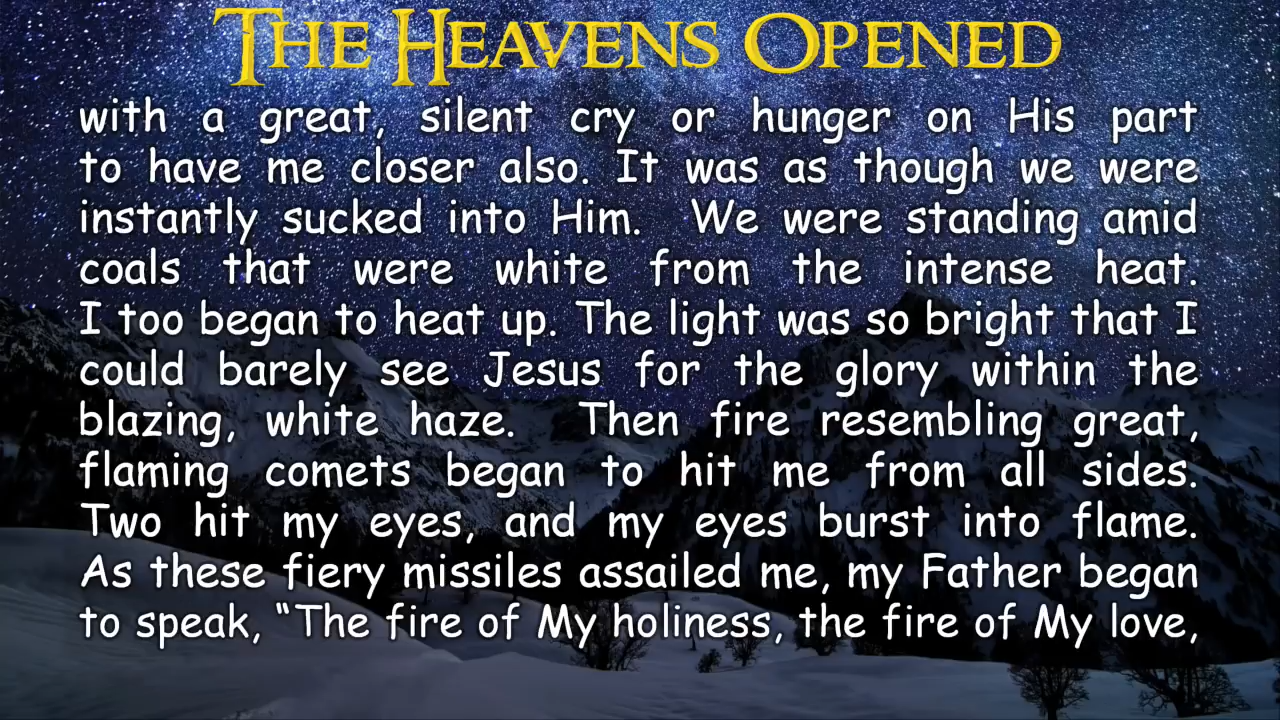 THE HEAVENS OPENED
with a great, silent cry or hunger on His part
to have me closer also. It was as though we were
instantly sucked into Him. We were standing amid
coals that were white from the intense heat.
I too began to heat up. The light was so bright that I
could barely see Jesus for the glory within the
blazing, white haze. Then fire resembling great,
flaming comets began to hit me from all sides.
Two hit my eyes, and my eyes burst into flame.
As these fiery missiles assailed me, my Father began
to speak, “The fire of My holiness, the fire of My love,